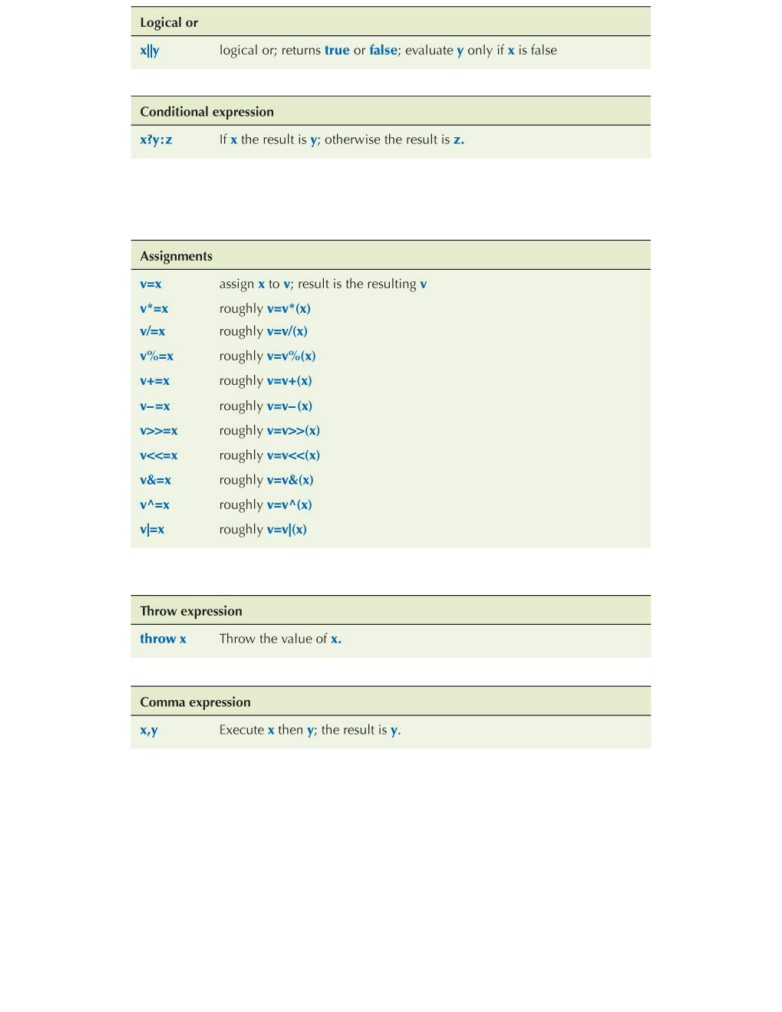 Logical or
x||y logical or; returns true or false; evaluate y only if x is false
Conditional expression
x?y:z If x the result is y; otherwise the result is z.
Assignments
v=x assign x to v; result is the resulting v
v*=x roughly v=v*(x)
v/=x roughly v=v/(x)
v%=x roughly v=v%(x)
v+=x roughly v=v+(x)
v–=x roughly v=v–(x)
v>>=x roughly v=v>>(x)
v<<=x roughly v=v<<(x)
v&=x roughly v=v&(x)
v^=x roughly v=v^(x)
v|=x roughly v=v|(x)
Throw expression
throw x Throw the value of x.
Comma expression
x,y Execute x then y; the result is y.